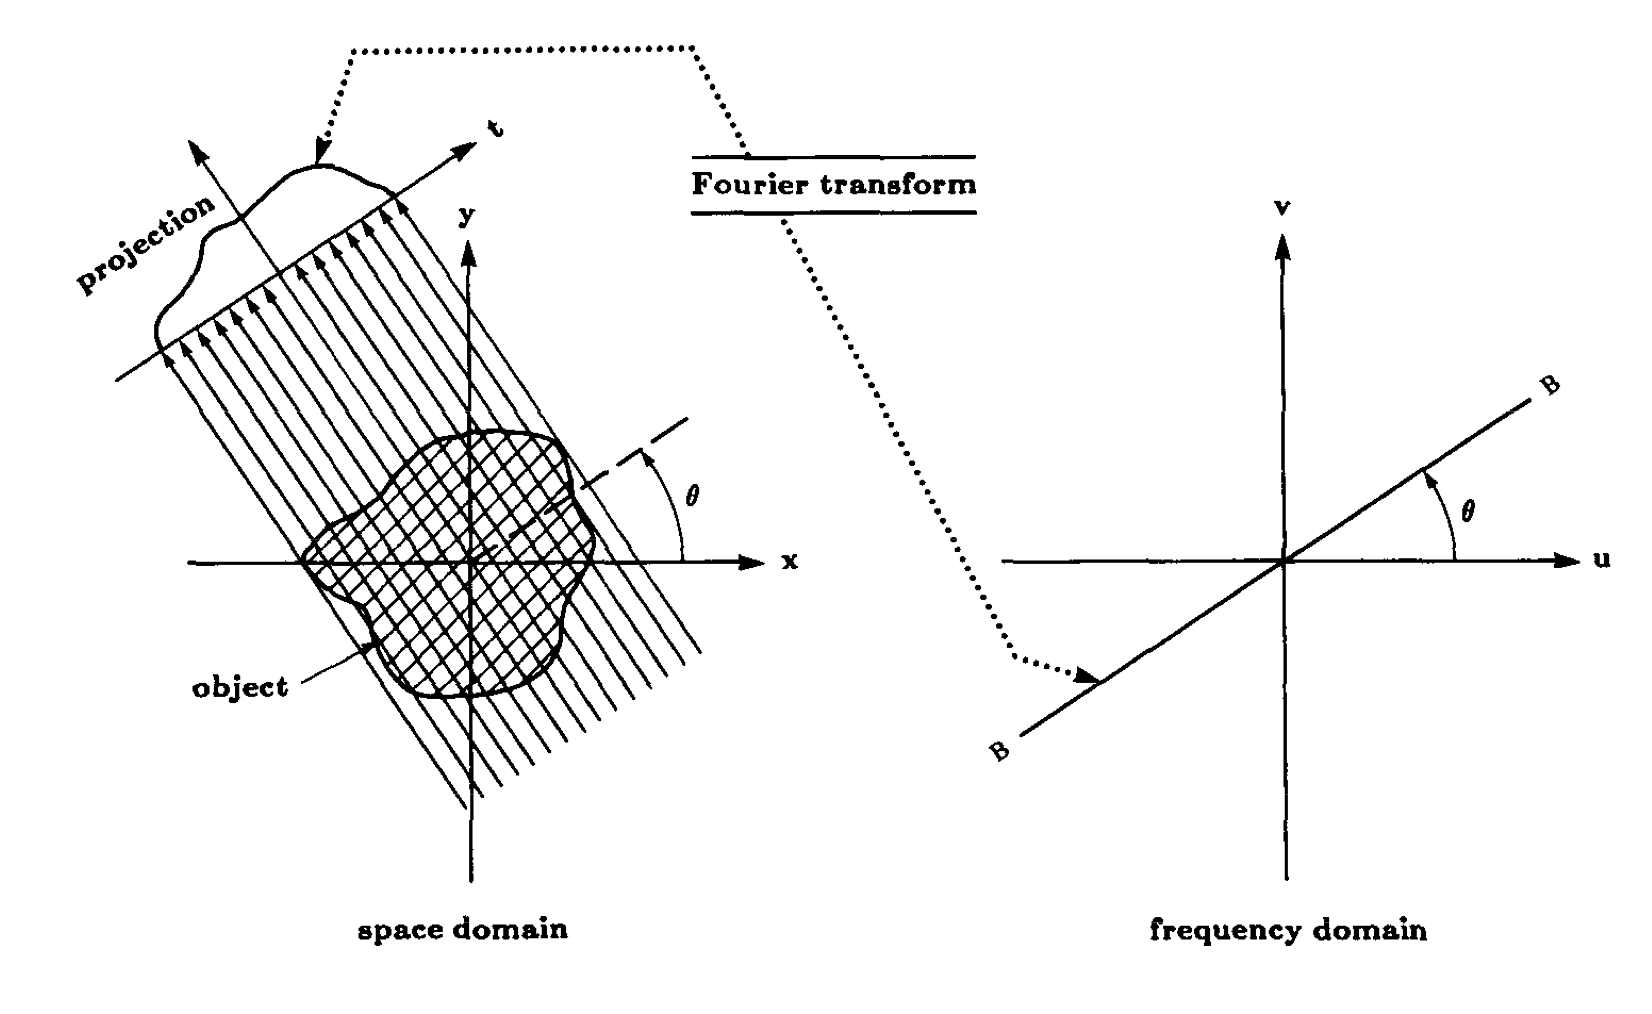 t
Fourier transform
projection
y
v
B
θ
θ
x
u
object
B
space domain
frequency domain